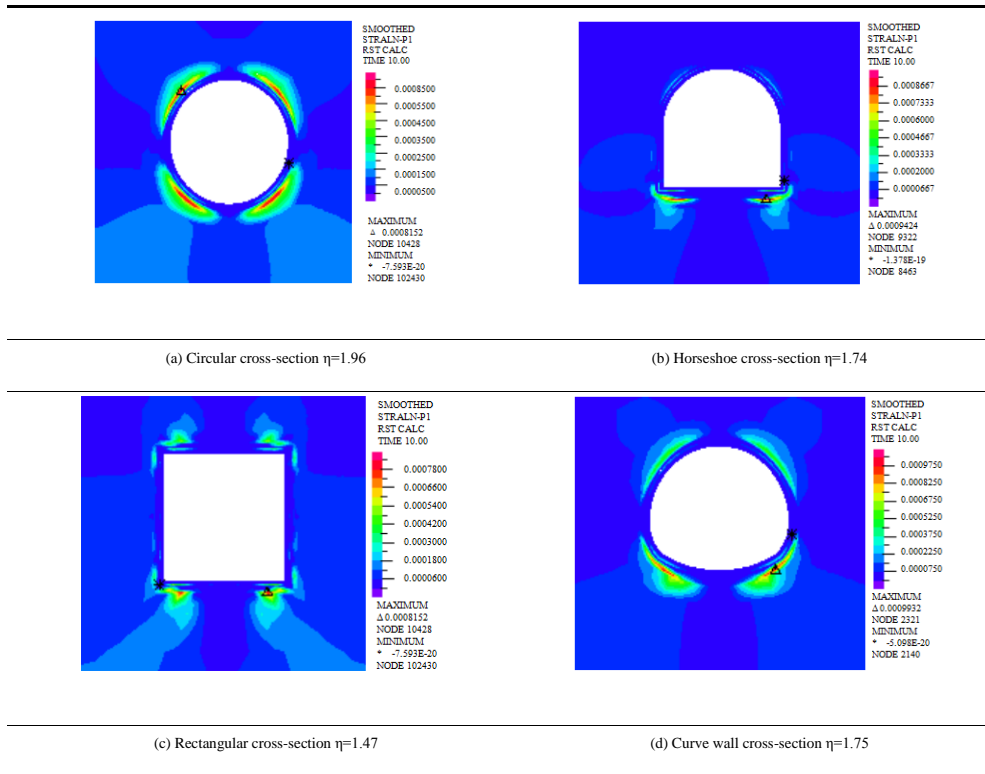 SMOOTHED
STRALN-P1
RST CALC
TIME 10.00
0.0008500
0.0005500
0.0004500
0.0003500
0.0002500
0.0001500
0.0000500
MAXIMUM
Δ 0.0008152
NODE 10428
MINIMUM
* -7.593E-20
NODE 102430
SMOOTHED
STRALN-P1
RST CALC
TIME 10.00
0.0008667
0.0007333
0.0006000
0.0004667
0.0003333
0.0002000
0.0000667
MAXIMUM
Δ 0.0009424
NODE 9322
MINIMUM
* -1.378E-19
NODE 8463
(a) Circular cross-section η=1.96
(b) Horseshoe cross-section η=1.74
SMOOTHED
STRALN-P1
RST CALC
TIME 10.00
0.0007800
0.0006600
0.0005400
0.0004200
0.0003000
0.0001800
0.0000600
MAXIMUM
Δ 0.0008152
NODE 10428
MINIMUM
* -7.593E-20
NODE 102430
SMOOTHED
STRALN-P1
RST CALC
TIME 10.00
0.0009750
0.0008250
0.0006750
0.0005250
0.0003750
0.0002250
0.0000750
MAXIMUM
Δ 0.0009932
NODE 2321
MINIMUM
* -5.098E-20
NODE 2140
(c) Rectangular cross-section η=1.47
(d) Curve wall cross-section η=1.75